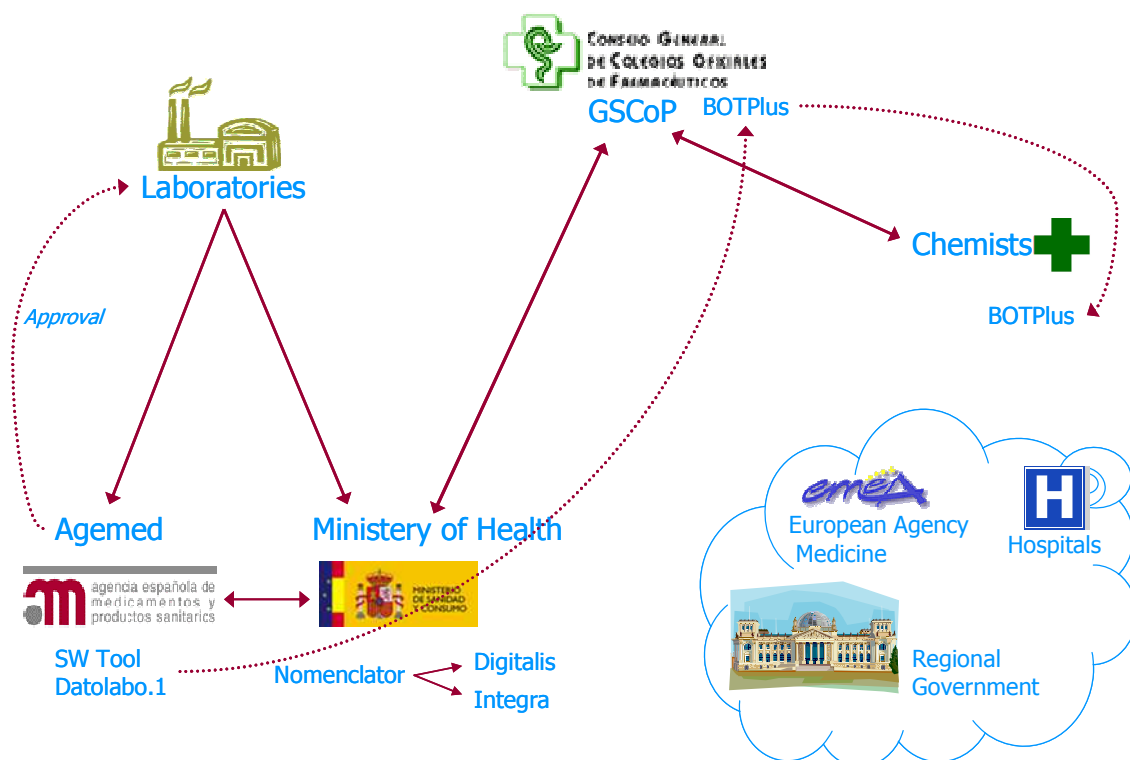 CONSEJO GENERAL
DE COLEGIOS OFICIALES
DE FARMACÉUTICOS
GSCoP
BOTPlus
Laboratories
Chemists
Approval
BOTPlus
emea
H
European Agency
Medicine
Hospitals
Agemed
Ministery of Health
agencia española de
medicamentos y
productos sanitarios
MINISTERIO
DE SANIDAD
Y CONSUMO
SW Tool
Datolabo.1
Nomenclator
Digitalis
Integra
Regional
Government